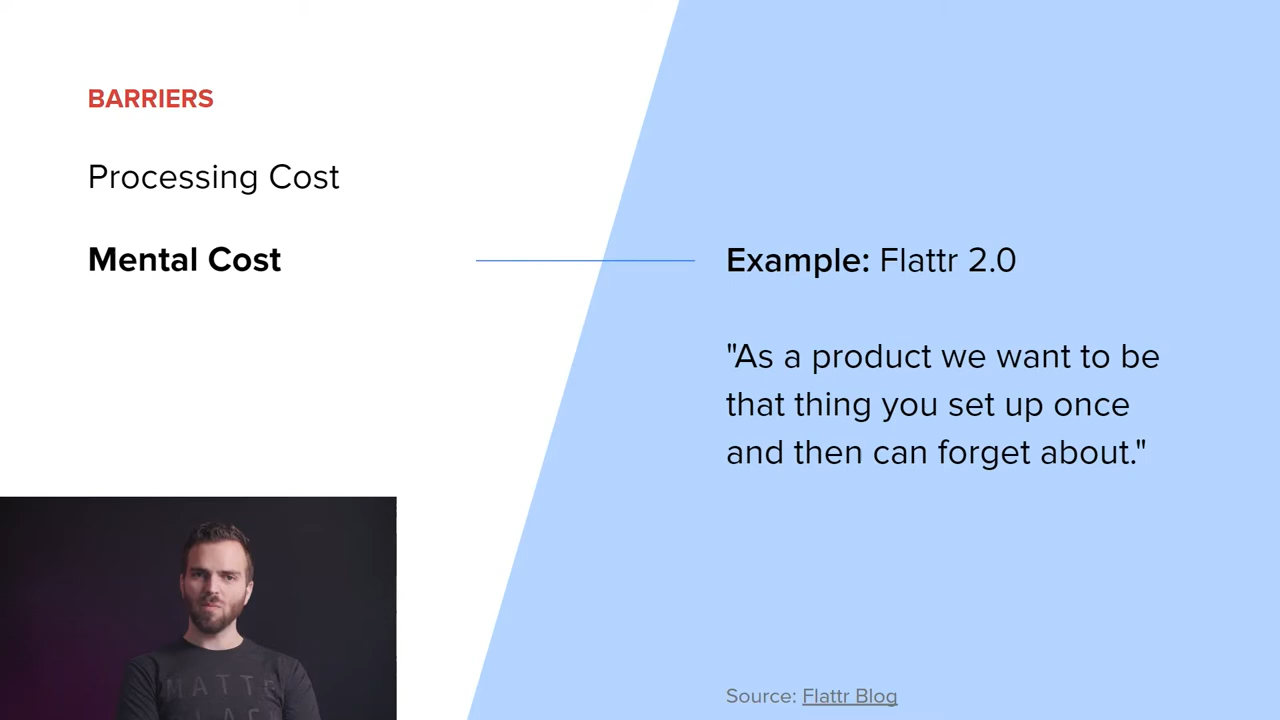 BARRIERS
Processing Cost
Mental Cost
Example: Flattr 2.0
"As a product we want to be
that thing you set up once
and then can forget about."
MATTE
Source: Flattr Blog